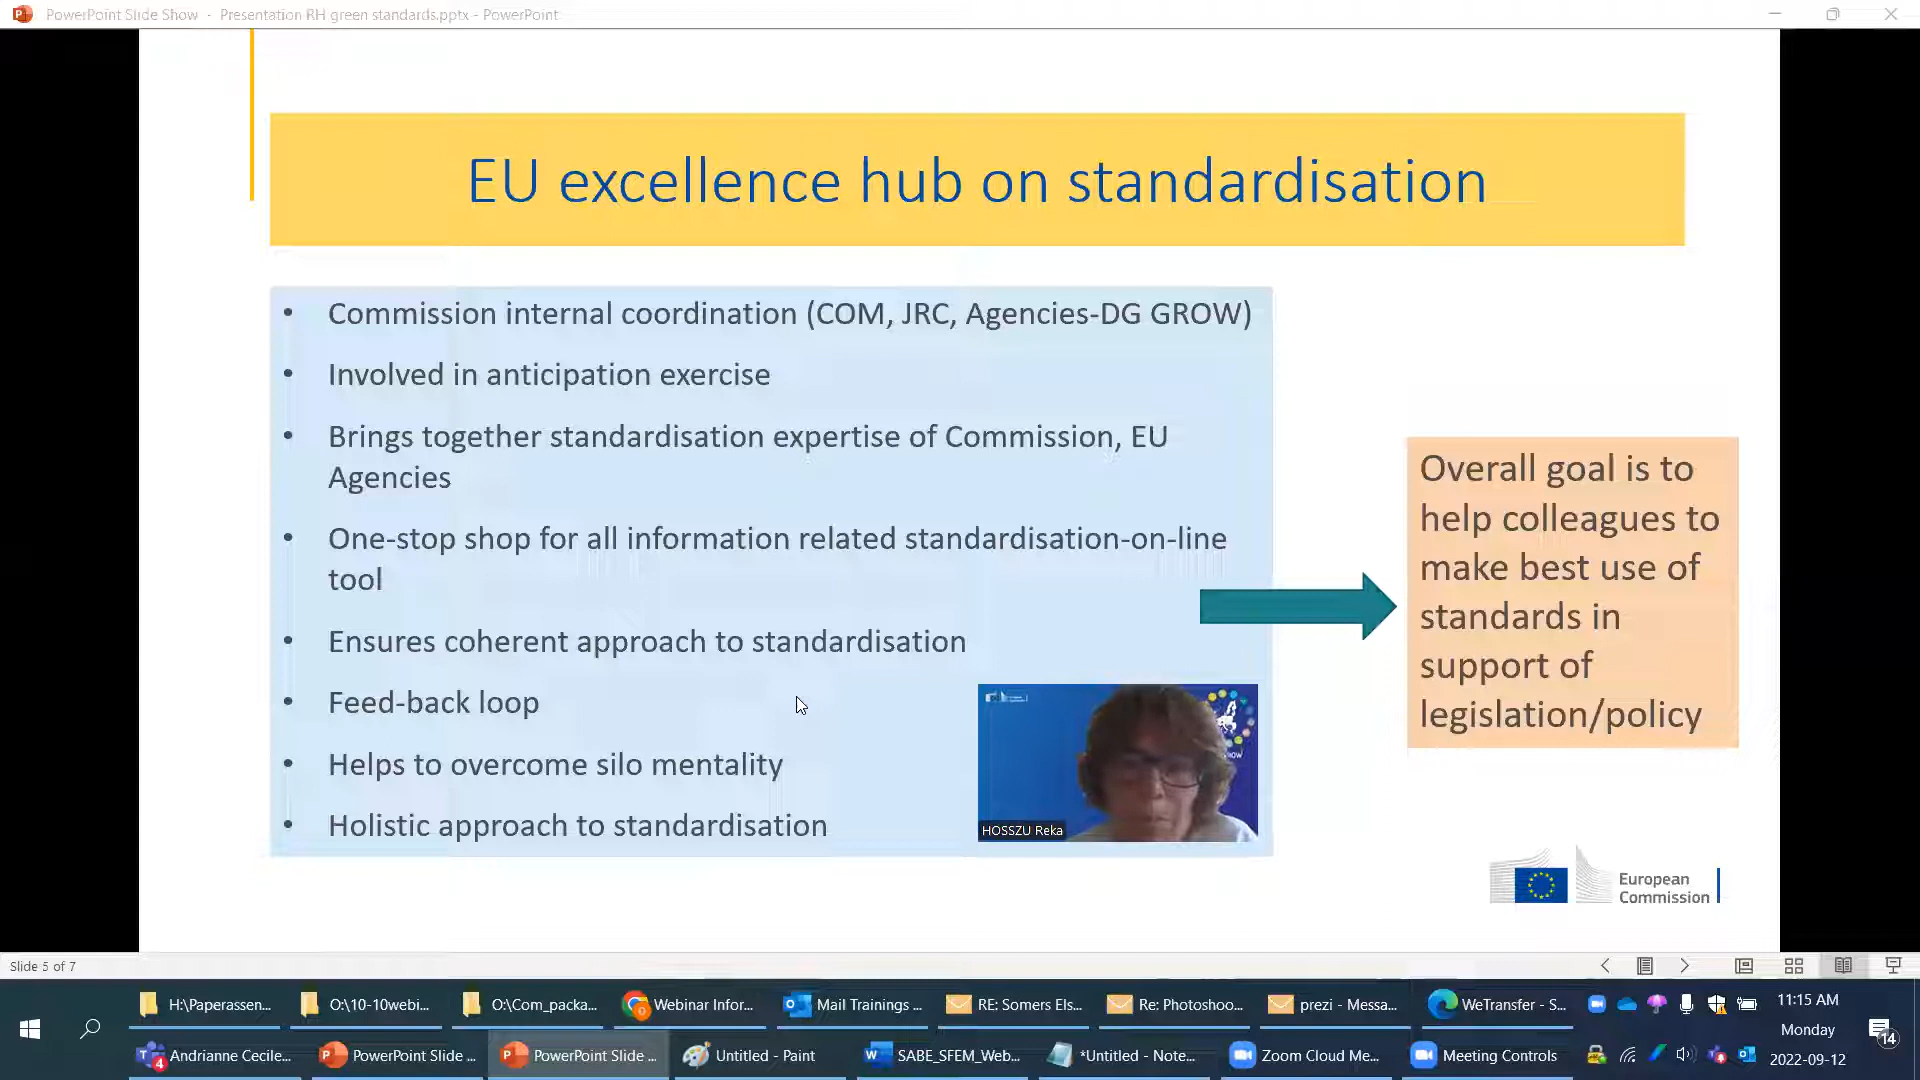 PowerPoint Slide Show - Presentation RH green standards.pptx - PowerPoint
EU excellence hub on standardisation
• Commission internal coordination (COM, JRC, Agencies-DG GROW)
• Involved in anticipation exercise
• Brings together standardisation expertise of Commission, EU
Agencies
• One-stop shop for all information related standardisation-on-line
tool
• Ensures coherent approach to standardisation
• Feed-back loop
• Helps to overcome silo mentality
• Holistic approach to standardisation
Overall goal is to
help colleagues to
make best use of
standards in
support of
legislation/policy
HOSSZU Reka
European
Commission
Slide 5 of 7
H:\Paperassen...
O:\10-10webi...
O:\Com_packa...
Webinar Infor...
Mail Trainings ...
RE: Somers Els...
Re: Photoshoo...
prezi - Messa...
WeTransfer - S...
11:15 AM
Monday
2022-09-12
14
4
Adrianne Cecile...
PowerPoint Slide ...
PowerPoint Slide ...
Untitled - Paint
SABE_SFEM_Web...
*Untitled - Note...
Zoom Cloud Me...
Meeting Controls